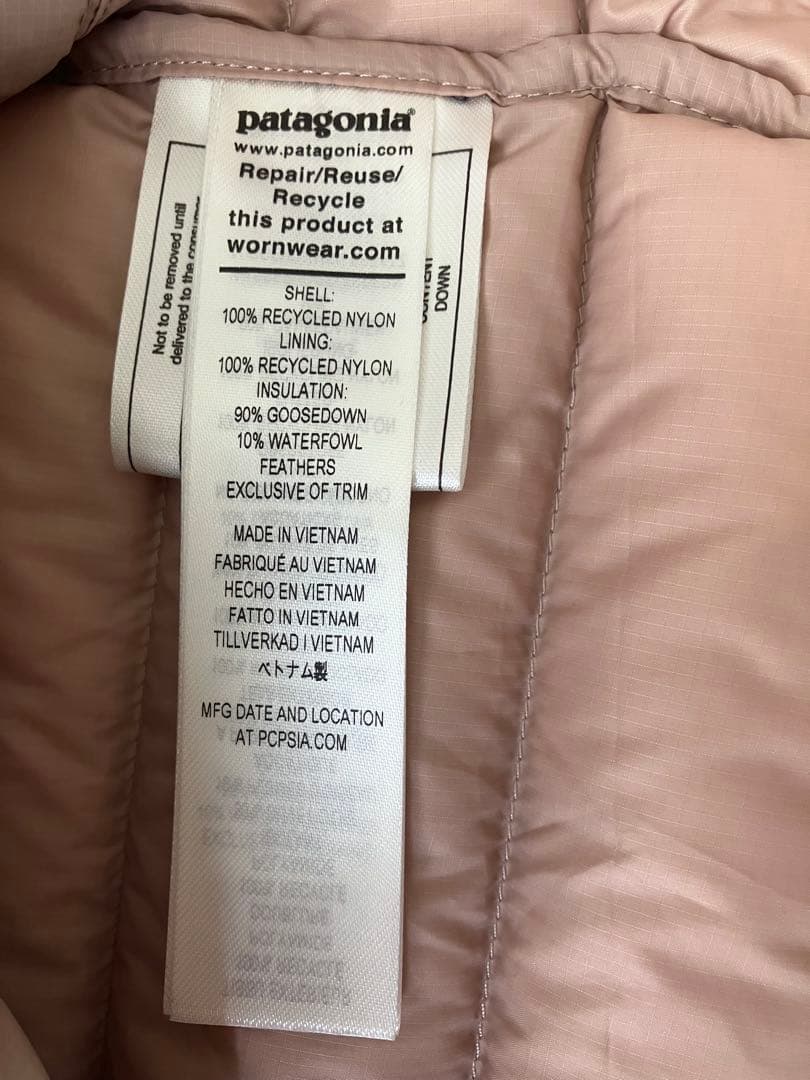 patagonia®
www.patagonia.com
Repair/Reuse/
Recycle
this product at
wornwear.com
SHELL:
100% RECYCLED NYLON
LINING:
100% RECYCLED NYLON
INSULATION:
90% GOOSEDOWN
10% WATERFOWL
FEATHERS
EXCLUSIVE OF TRIM
MADE IN VIETNAM
FABRIQUÉ AU VIETNAM
HECHO EN VIETNAM
FATTO IN VIETNAM
TILLVERKAD I VIETNAM
ベトナム製
MFG DATE AND LOCATION
AT PCPSIA.COM
Not to be removed until
delivered to the consumer
DOWN